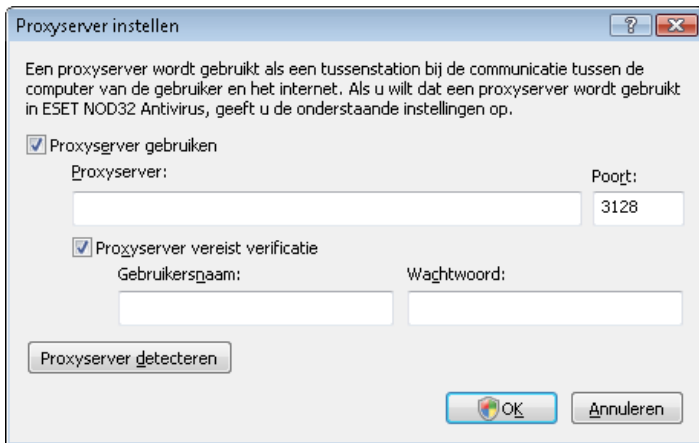 Proxyserver instellen
Een proxyserver wordt gebruikt als een tussenstation bij de communicatie tussen de
computer van de gebruiker en het internet. Als u wilt dat een proxyserver wordt gebruikt
in ESET NOD32 Antivirus, geeft u de onderstaande instellingen op.
Proxyserver gebruiken
Proxyserver:
Poort:
3128
Proxyserver vereist verificatie
Gebruikersnaam:
Wachtwoord:
Proxyserver detecteren
OK
Annuleren